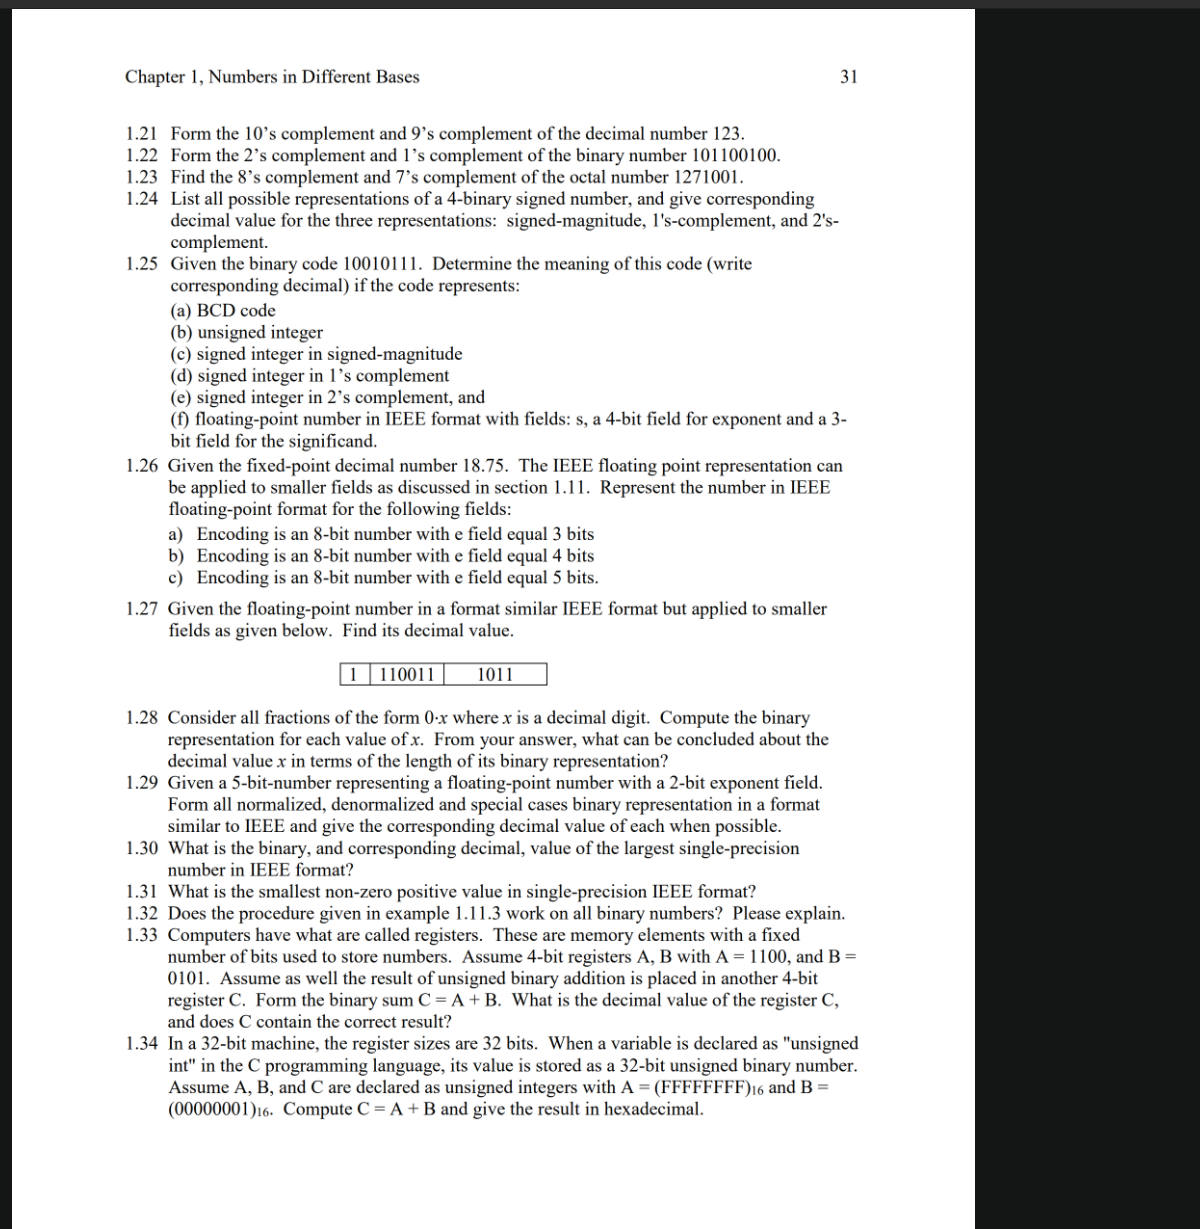 Chapter 1, Numbers in Different Bases 31
1.21 Form the 10’s complement and 9’s complement of the decimal number 123.
1.22 Form the 2’s complement and 1’s complement of the binary number 101100100.
1.23 Find the 8’s complement and 7’s complement of the octal number 1271001.
1.24 List all possible representations of a 4-binary signed number, and give corresponding
decimal value for the three representations: signed-magnitude, 1's-complement, and 2's-
complement.
1.25 Given the binary code 10010111. Determine the meaning of this code (write
corresponding decimal) if the code represents:
(a) BCD code
(b) unsigned integer
(c) signed integer in signed-magnitude
(d) signed integer in 1’s complement
(e) signed integer in 2’s complement, and
(f) floating-point number in IEEE format with fields: s, a 4-bit field for exponent and a 3-
bit field for the significand.
1.26 Given the fixed-point decimal number 18.75. The IEEE floating point representation can
be applied to smaller fields as discussed in section 1.11. Represent the number in IEEE
floating-point format for the following fields:
a) Encoding is an 8-bit number with e field equal 3 bits
b) Encoding is an 8-bit number with e field equal 4 bits
c) Encoding is an 8-bit number with e field equal 5 bits.
1.27 Given the floating-point number in a format similar IEEE format but applied to smaller
fields as given below. Find its decimal value.
1 110011 1011
1.28 Consider all fractions of the form 0·x where x is a decimal digit. Compute the binary
representation for each value of x. From your answer, what can be concluded about the
decimal value x in terms of the length of its binary representation?
1.29 Given a 5-bit-number representing a floating-point number with a 2-bit exponent field.
Form all normalized, denormalized and special cases binary representation in a format
similar to IEEE and give the corresponding decimal value of each when possible.
1.30 What is the binary, and corresponding decimal, value of the largest single-precision
number in IEEE format?
1.31 What is the smallest non-zero positive value in single-precision IEEE format?
1.32 Does the procedure given in example 1.11.3 work on all binary numbers? Please explain.
1.33 Computers have what are called registers. These are memory elements with a fixed
number of bits used to store numbers. Assume 4-bit registers A, B with A = 1100, and B =
0101. Assume as well the result of unsigned binary addition is placed in another 4-bit
register C. Form the binary sum C = A + B. What is the decimal value of the register C,
and does C contain the correct result?
1.34 In a 32-bit machine, the register sizes are 32 bits. When a variable is declared as "unsigned
int" in the C programming language, its value is stored as a 32-bit unsigned binary number.
Assume A, B, and C are declared as unsigned integers with A = (FFFFFFFF)16 and B =
(00000001)16. Compute C = A + B and give the result in hexadecimal.